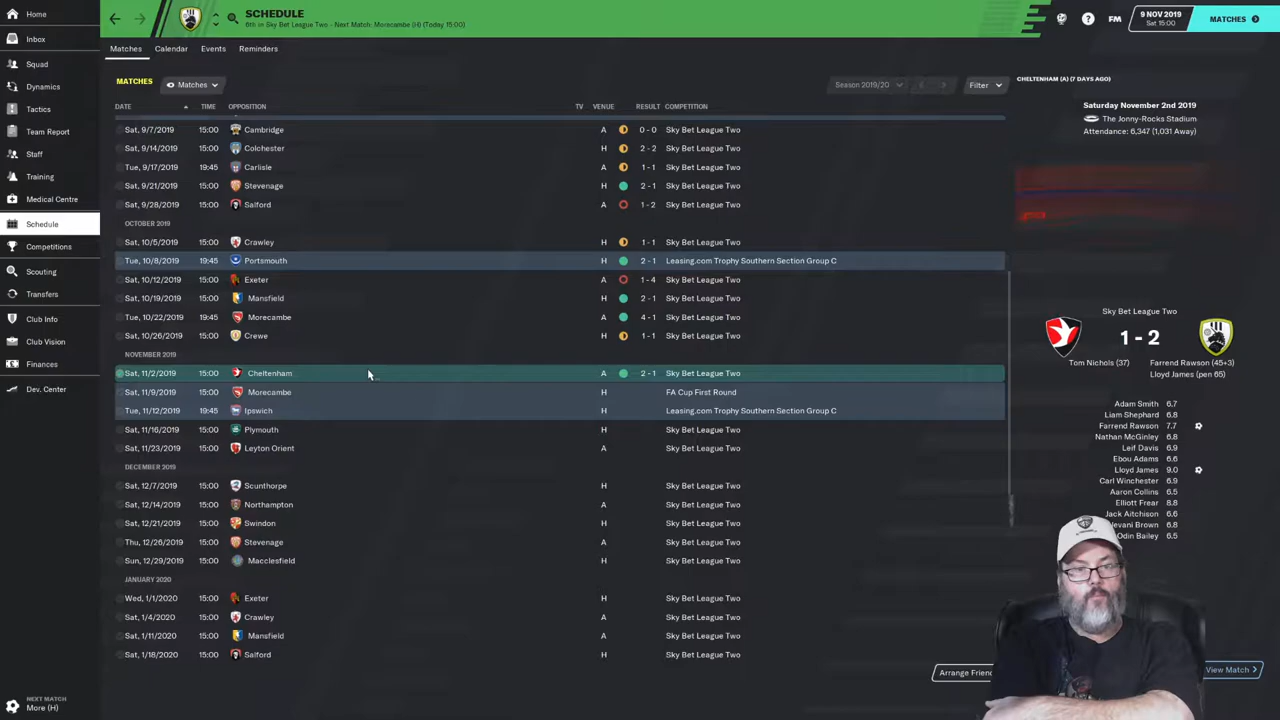 Home
Inbox
Squad
Dynamics
Tactics
Team Report
Staff
Training
Medical Centre
Schedule
Competitions
Scouting
Transfers
Club Info
Club Vision
Finances
Dev. Center
NEXT MATCH
More (H)
SCHEDULE
6th in Sky Bet League Two - Next Match: Morecambe (H) (Today 15:00)
FM
9 NOV 2019
Sat 15:00
MATCHES
Matches Calendar Events Reminders
MATCHES Matches Season 2019/20 Filter
DATE TIME OPPOSITION TV VENUE RESULT COMPETITION
Sat, 9/7/2019 15:00 Cambridge A 0 - 0 Sky Bet League Two
Sat, 9/14/2019 15:00 Colchester H 2 - 2 Sky Bet League Two
Tue, 9/17/2019 19:45 Carlisle A 1 - 1 Sky Bet League Two
Sat, 9/21/2019 15:00 Stevenage H 2 - 1 Sky Bet League Two
Sat, 9/28/2019 15:00 Salford A 1 - 2 Sky Bet League Two
OCTOBER 2019
Sat, 10/5/2019 15:00 Crawley H 1 - 1 Sky Bet League Two
Tue, 10/8/2019 19:45 Portsmouth H 2 - 1 Leasing.com Trophy Southern Section Group C
Sat, 10/12/2019 15:00 Exeter A 1 - 4 Sky Bet League Two
Sat, 10/19/2019 15:00 Mansfield H 2 - 1 Sky Bet League Two
Tue, 10/22/2019 19:45 Morecambe A 4 - 1 Sky Bet League Two
Sat, 10/26/2019 15:00 Crewe H 1 - 1 Sky Bet League Two
NOVEMBER 2019
Sat, 11/2/2019 15:00 Cheltenham A 2 - 1 Sky Bet League Two
Sat, 11/9/2019 15:00 Morecambe H FA Cup First Round
Tue, 11/12/2019 19:45 Ipswich H Leasing.com Trophy Southern Section Group C
Sat, 11/16/2019 15:00 Plymouth H Sky Bet League Two
Sat, 11/23/2019 15:00 Leyton Orient A Sky Bet League Two
DECEMBER 2019
Sat, 12/7/2019 15:00 Scunthorpe H Sky Bet League Two
Sat, 12/14/2019 15:00 Northampton A Sky Bet League Two
Sat, 12/21/2019 15:00 Swindon H Sky Bet League Two
Thu, 12/26/2019 15:00 Stevenage A Sky Bet League Two
Sun, 12/29/2019 15:00 Macclesfield H Sky Bet League Two
JANUARY 2020
Wed, 1/1/2020 15:00 Exeter H Sky Bet League Two
Sat, 1/4/2020 15:00 Crawley A Sky Bet League Two
Sat, 1/11/2020 15:00 Mansfield A Sky Bet League Two
Sat, 1/18/2020 15:00 Salford H Sky Bet League Two
CHELTENHAM (A) (7 DAYS AGO)
Saturday November 2nd 2019
The Jonny-Rocks Stadium
Attendance: 6,347 (1,031 Away)
Sky Bet League Two
1 - 2
Tom Nichols (37) Farrend Rawson (45+3)
Lloyd James (pen 65)
Adam Smith 6.7
Liam Shephard 6.8
Farrend Rawson 7.7
Nathan McGinley 6.8
Leif Davis 6.9
Ebou Adams 6.6
Lloyd James 9.0
Carl Winchester 6.9
Aaron Collins 6.5
Elliott Frear 8.8
Jack Aitchison 6.6
evani Brown 6.8
Odin Bailey 6.5
Arrange Friend
View Match